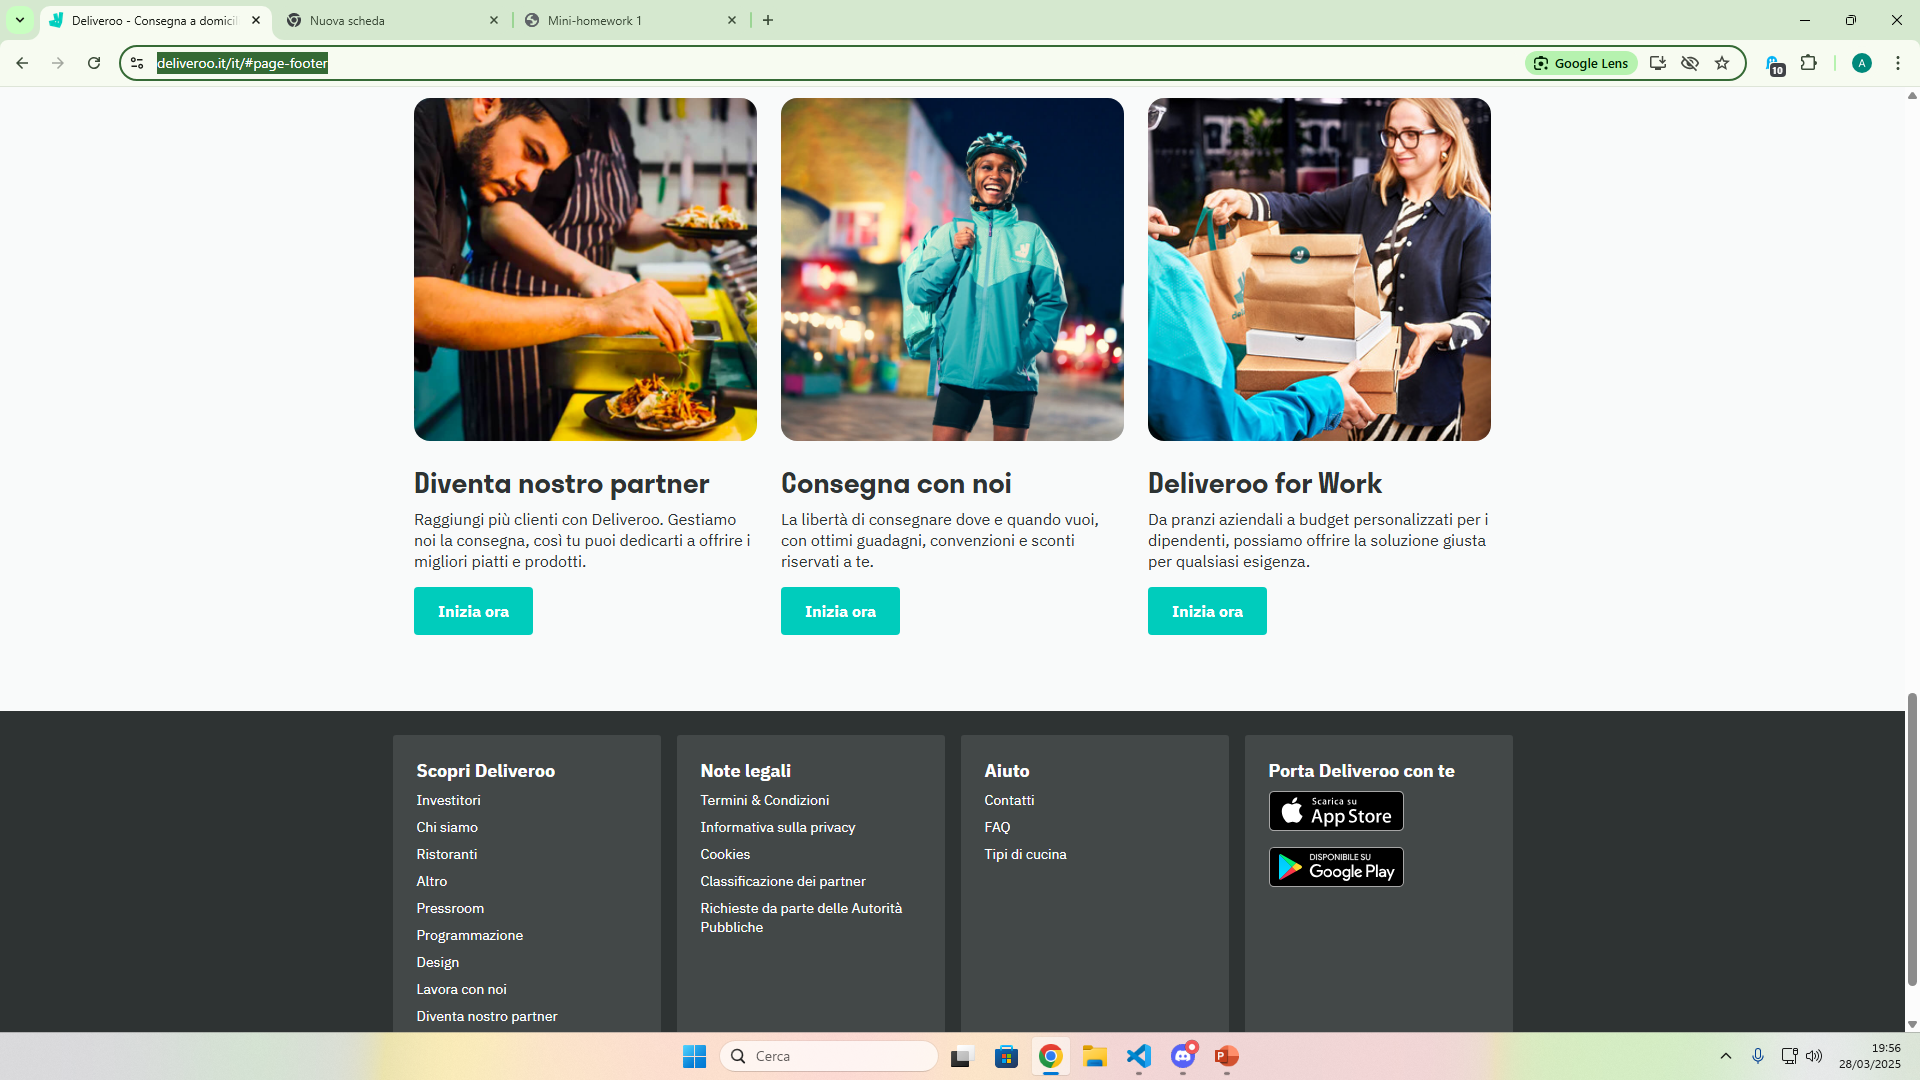 Deliveroo - Consegna a domicil
Nuova scheda
Mini-homework 1
deliveroo.it/it/#page-footer
Google Lens
10
A
Diventa nostro partner
Raggiungi più clienti con Deliveroo. Gestiamo
noi la consegna, così tu puoi dedicarti a offrire i
migliori piatti e prodotti.
Inizia ora
Consegna con noi
La libertà di consegnare dove e quando vuoi,
con ottimi guadagni, convenzioni e sconti
riservati a te.
Inizia ora
Deliveroo for Work
Da pranzi aziendali a budget personalizzati per i
dipendenti, possiamo offrire la soluzione giusta
per qualsiasi esigenza.
Inizia ora
Scopri Deliveroo
Investitori
Chi siamo
Ristoranti
Altro
Pressroom
Programmazione
Design
Lavora con noi
Diventa nostro partner
Note legali
Termini & Condizioni
Informativa sulla privacy
Cookies
Classificazione dei partner
Richieste da parte delle Autorità
Pubbliche
Aiuto
Contatti
FAQ
Tipi di cucina
Porta Deliveroo con te
Scarica su
App Store
DISPONIBILE SU
Google Play
Cerca
19:56
28/03/2025